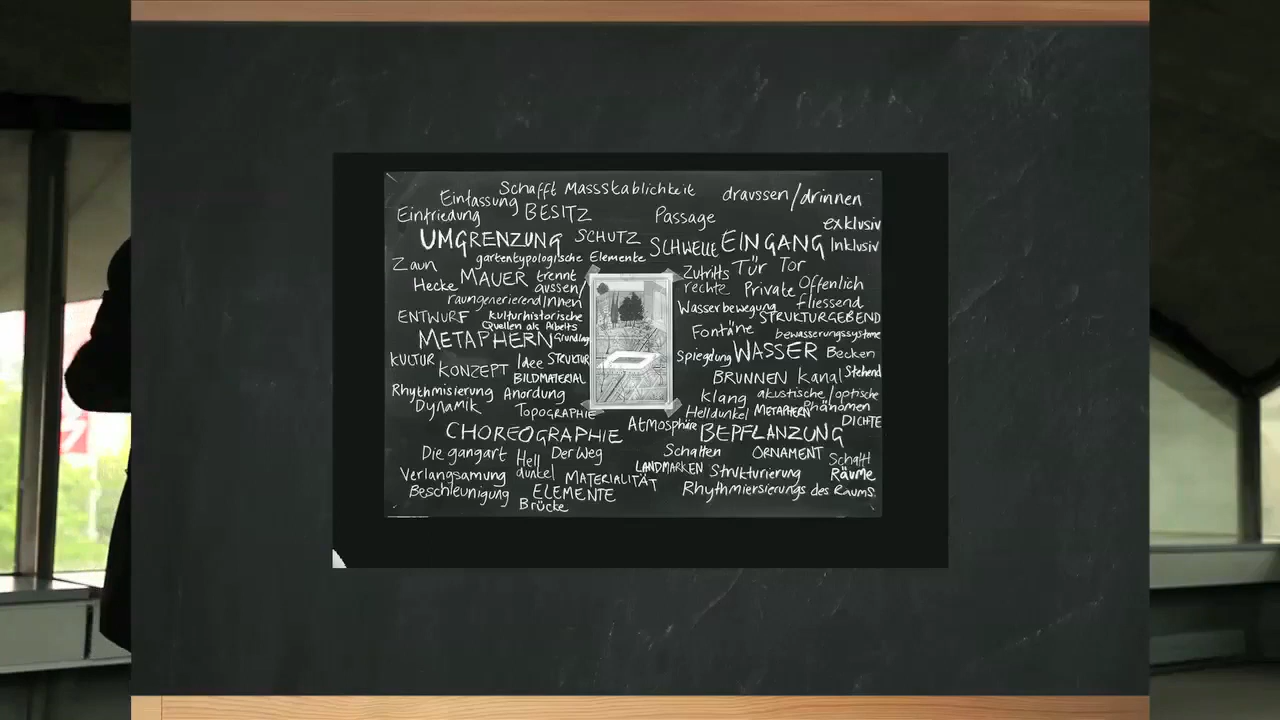 Schafft Massstablichkeit
Einfassung
draussen/drinnen
Einfriedung BESITZ Passage
exklusiv
UMGRENZUNG SCHUTZ SCHWELLE EINGANG Inklusiv
gartentypologische Elemente
Zaun MAUER trennt Zutritts Tür Tor
Hecke aussen/ rechte Private Öffenlich
raumgenerierend Innen Wasserbewegung fliessend
ENTWURF kulturhistorische STRUKTURGEBEND
Quellen als Arbeits
METAPHERN Grundlag Fontäne bewasserungssysteme
KULTUR KONZEPT Idee STRUKTUR Spiegelung WASSER Becken
BILDMATERIAL BRUNNEN Kanal Stehend
Rhythmisierung Anordung Klang akustische/optische
Dynamik TOPOGRAPHIE Helldunkel METAPHERN Phänomen
CHOREOGRAPHIE ATMOSPHäre BEPFLANZUNG DICHTE
Die gangart Hell Der Weg Schatten ORNAMENT Schafft
Verlangsamung dunkel MATERIALITÄT LANDMARKEN Strukturierung Räume
Beschleunigung ELEMENTE Rhythmiersierungs des Raums
Brücke